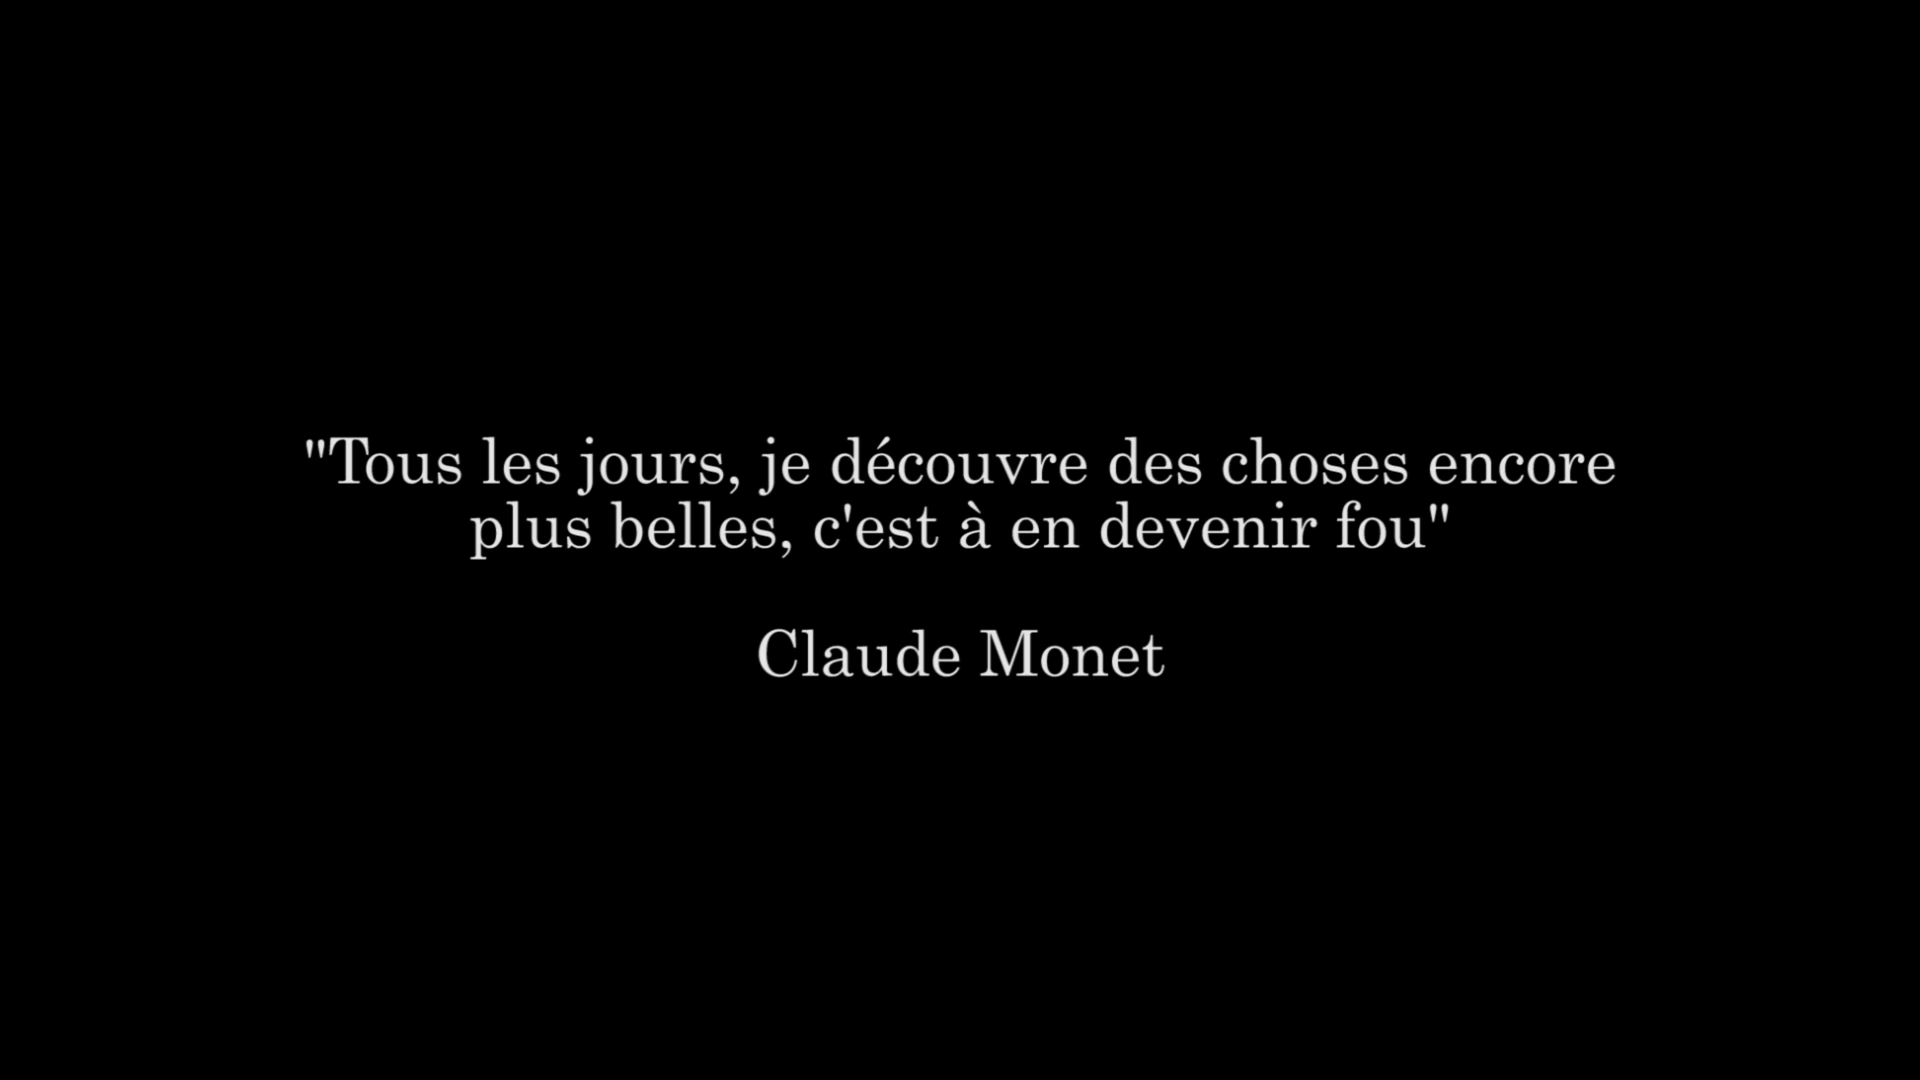 "Tous les jours, je découvre des choses encore
plus belles, c'est à en devenir fou"
Claude Monet